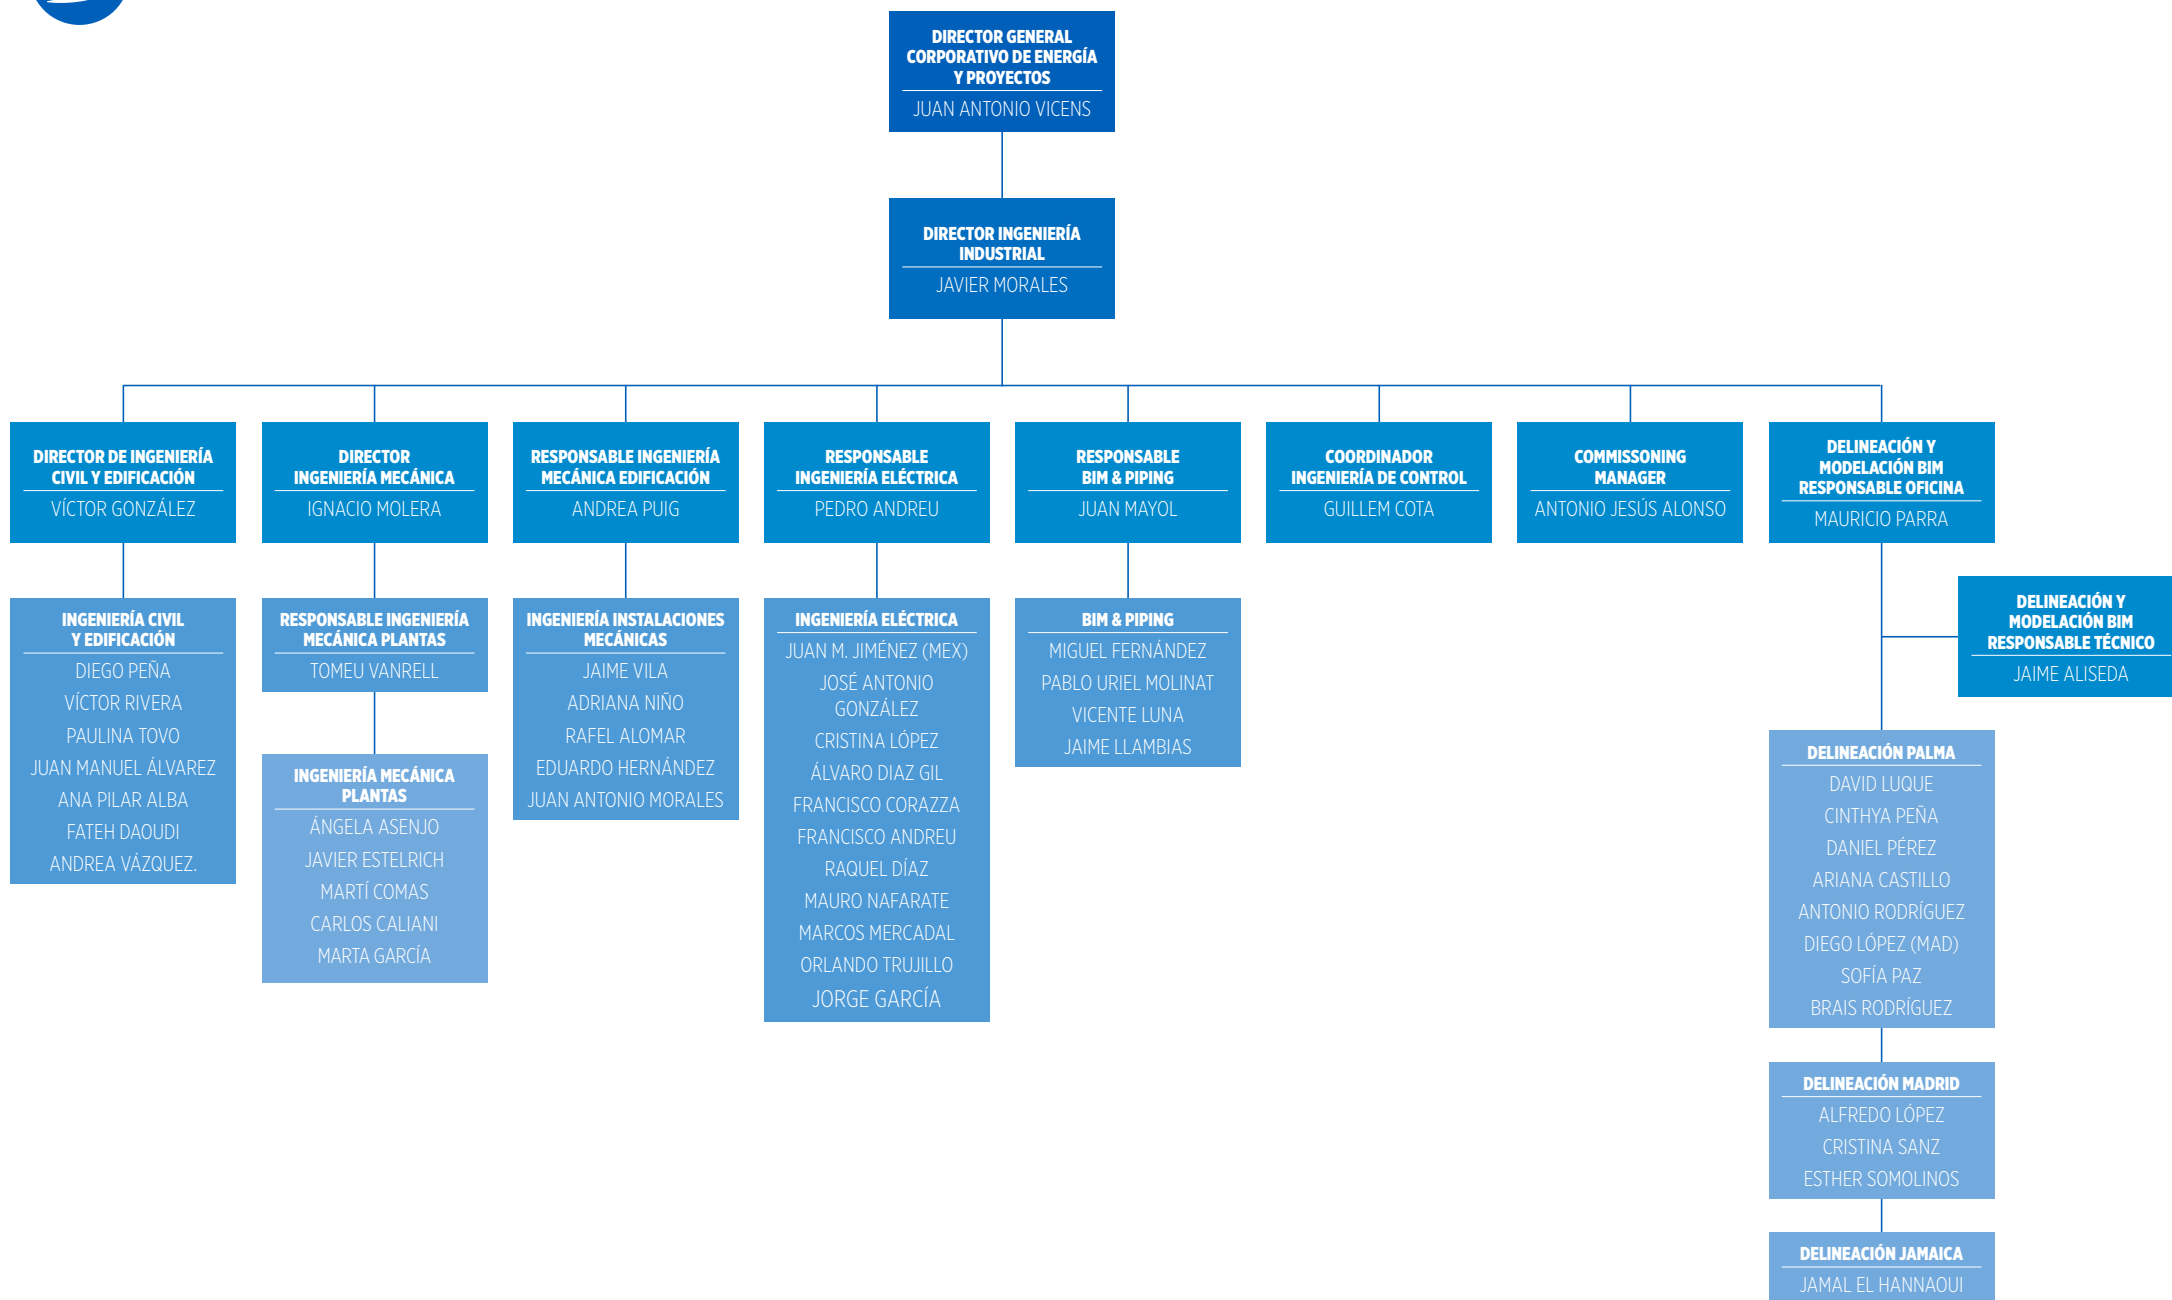 DIRECTOR GENERAL
CORPORATIVO DE ENERGÍA
Y PROYECTOS
JUAN ANTONIO VICENS
DIRECTOR INGENIERÍA
INDUSTRIAL
JAVIER MORALES
DIRECTOR DE INGENIERÍA
CIVIL Y EDIFICACIÓN
VÍCTOR GONZÁLEZ
DIRECTOR
INGENIERÍA MECÁNICA
IGNACIO MOLERA
RESPONSABLE INGENIERÍA
MECÁNICA EDIFICACIÓN
ANDREA PUIG
RESPONSABLE
INGENIERÍA ELÉCTRICA
PEDRO ANDREU
RESPONSABLE
BIM & PIPING
JUAN MAYOL
COORDINADOR
INGENIERÍA DE CONTROL
GUILLEM COTA
COMMISSONING
MANAGER
ANTONIO JESÚS ALONSO
DELINEACIÓN Y
MODELACIÓN BIM
RESPONSABLE OFICINA
MAURICIO PARRA
DELINEACIÓN Y
MODELACIÓN BIM
RESPONSABLE TÉCNICO
JAIME ALISEDA
INGENIERÍA CIVIL
Y EDIFICACIÓN
DIEGO PEÑA
VÍCTOR RIVERA
PAULINA TOVO
JUAN MANUEL ÁLVAREZ
ANA PILAR ALBA
FATEH DAOUDI
ANDREA VÁZQUEZ.
RESPONSABLE INGENIERÍA
MECÁNICA PLANTAS
TOMEU VANRELL
INGENIERÍA MECÁNICA
PLANTAS
ÁNGELA ASENJO
JAVIER ESTELRICH
MARTÍ COMAS
CARLOS CALIANI
MARTA GARCÍA
INGENIERÍA INSTALACIONES
MECÁNICAS
JAIME VILA
ADRIANA NIÑO
RAFEL ALOMAR
EDUARDO HERNÁNDEZ
JUAN ANTONIO MORALES
INGENIERÍA ELÉCTRICA
JUAN M. JIMÉNEZ (MEX)
JOSÉ ANTONIO
GONZÁLEZ
CRISTINA LÓPEZ
ÁLVARO DIAZ GIL
FRANCISCO CORAZZA
FRANCISCO ANDREU
RAQUEL DÍAZ
MAURO NAFARATE
MARCOS MERCADAL
ORLANDO TRUJILLO
JORGE GARCÍA
BIM & PIPING
MIGUEL FERNÁNDEZ
PABLO URIEL MOLINAT
VICENTE LUNA
JAIME LLAMBIAS
DELINEACIÓN PALMA
DAVID LUQUE
CINTHYA PEÑA
DANIEL PÉREZ
ARIANA CASTILLO
ANTONIO RODRÍGUEZ
DIEGO LÓPEZ (MAD)
SOFÍA PAZ
BRAIS RODRÍGUEZ
DELINEACIÓN MADRID
ALFREDO LÓPEZ
CRISTINA SANZ
ESTHER SOMOLINOS
DELINEACIÓN JAMAICA
JAMAL EL HANNAOUI